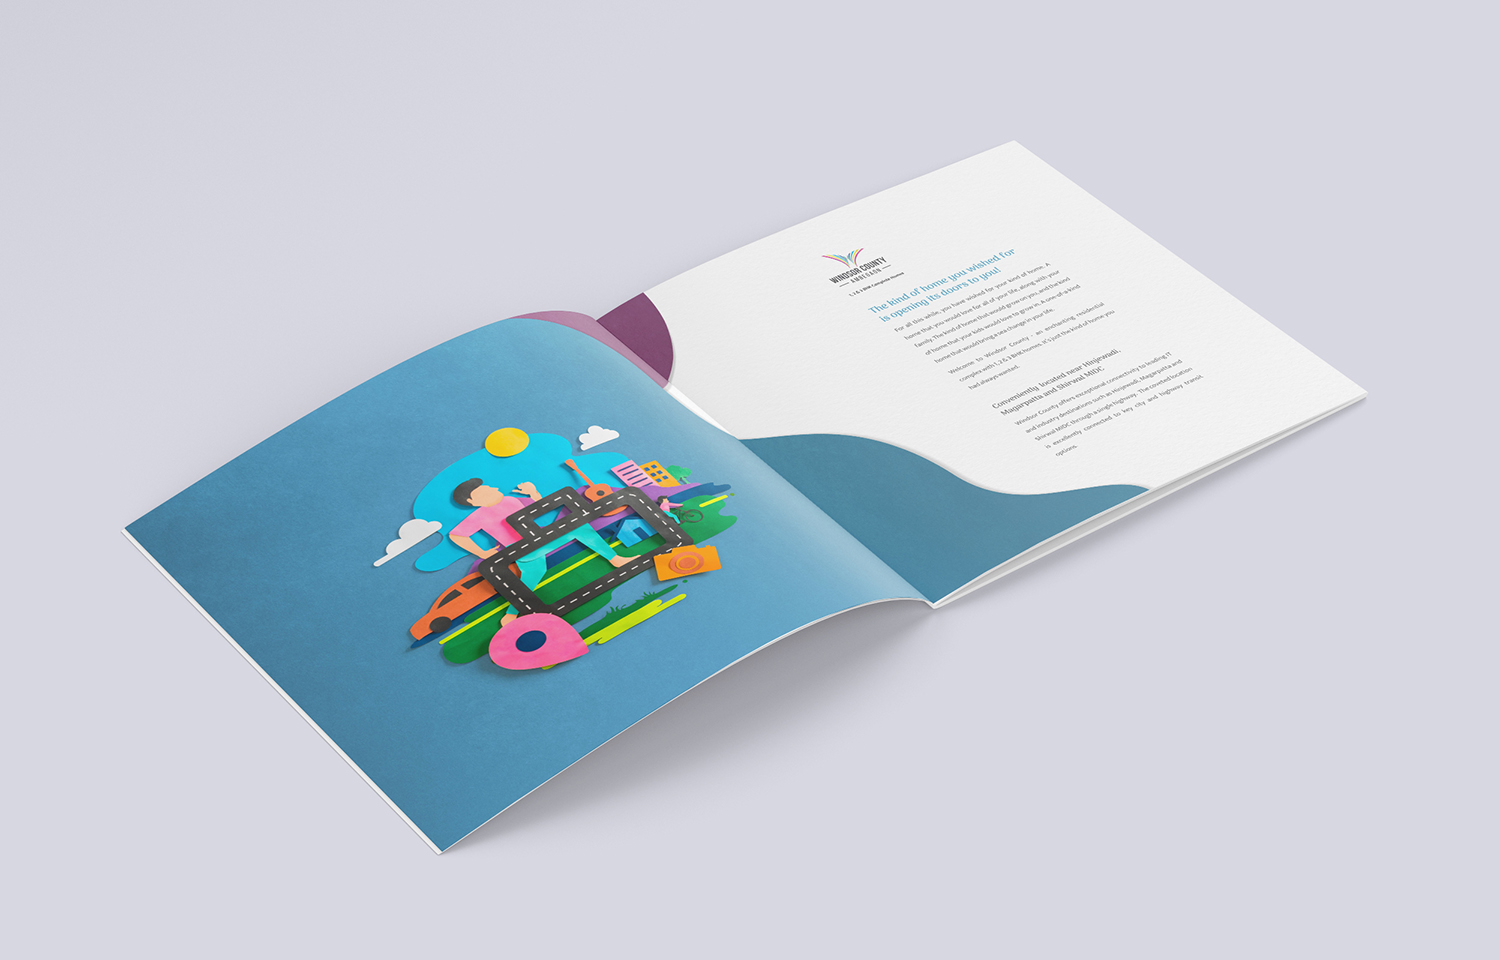 WINDSOR COUNTY
AMBEGAON
1, 2 & 3 BHK Complete Homes
The kind of home you wished for
is opening its doors to you!
For all this while, you have wished for your kind of home. A
home that you would love for all of your life, along with your
family. The kind of home that would grow on you, and the kind
of home that your kids would love to grow in. A one-of-a-kind
home that would bring a sea change in your life.
Welcome to Windsor County - an enchanting residential
complex with 1, 2 & 3 BHK homes. It's just the kind of home you
had always wanted.
Conveniently located near Hinjewadi,
Magarpatta and Shirwal MIDC
Windsor County offers exceptional connectivity to leading IT
and industry destinations such as Hinjewadi, Magarpatta and
Shirwal MIDC through a single highway. The coveted location
is excellently connected to key city and highway transit
options.